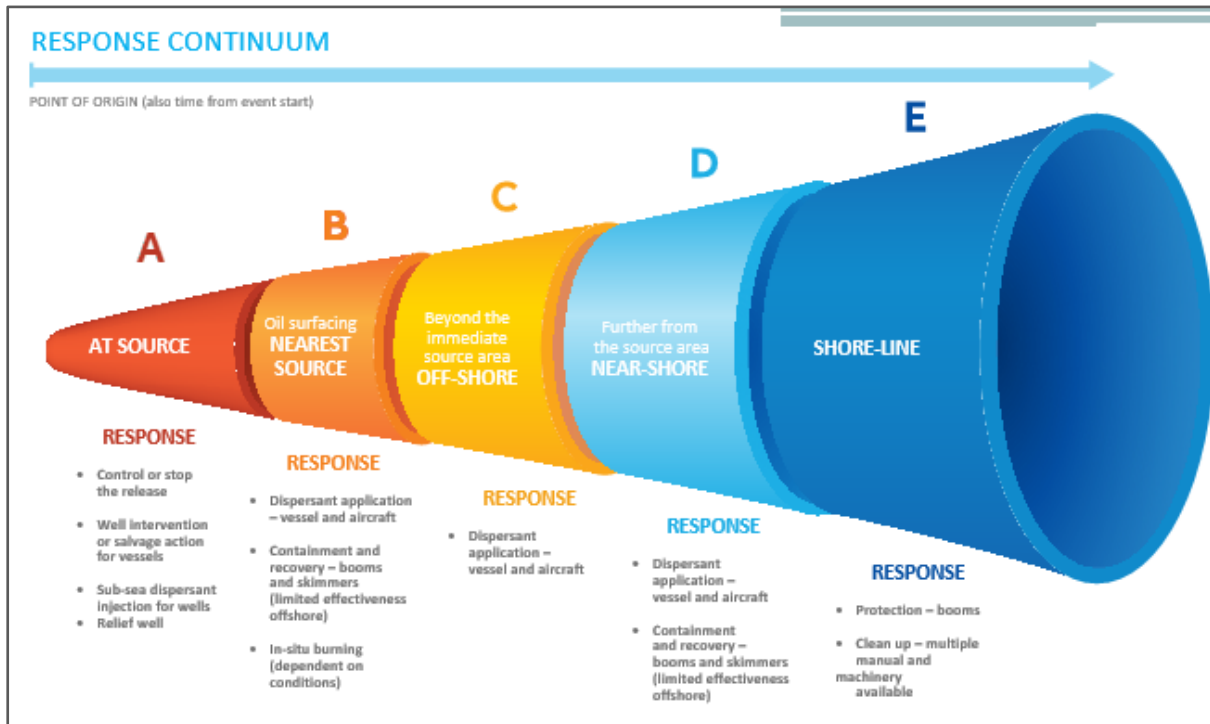 RESPONSE CONTINUUM
POINT OF ORIGIN (also time from event start)
A
B
C
D
E
AT SOURCE
Oil surfacing
NEAREST
SOURCE
Beyond the
immediate
source area
OFF-SHORE
Further from
the source area
NEAR-SHORE
SHORE-LINE
RESPONSE
• Control or stop
the release
• Well intervention
or salvage action
for vessels
• Sub-sea dispersant
injection for wells
• Relief well
RESPONSE
• Dispersant application
– vessel and aircraft
• Containment and
recovery – booms
and skimmers
(limited effectiveness
offshore)
• In-situ burning
(dependent on
conditions)
RESPONSE
• Dispersant
application –
vessel and aircraft
RESPONSE
• Dispersant
application –
vessel and aircraft
• Containment
and recovery –
booms and skimmers
(limited effectiveness
offshore)
RESPONSE
• Protection – booms
• Clean up – multiple
manual and
machinery
available